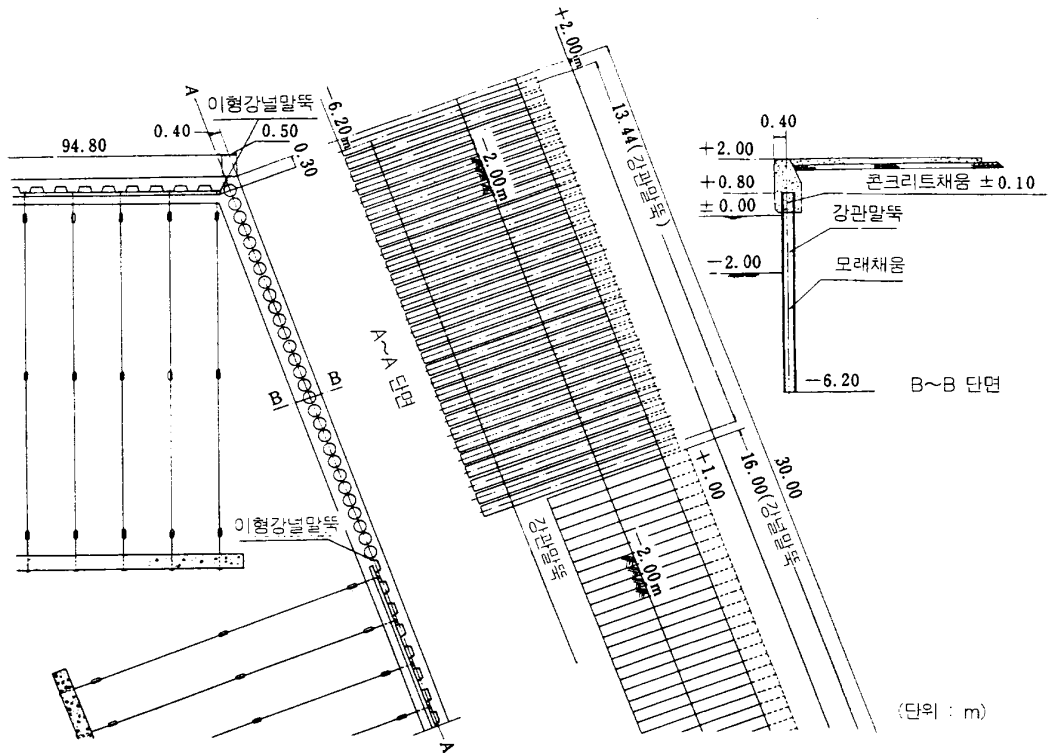 A
이형강널말뚝
0.40
0.50
94.80
0.30
B
B
이형강널말뚝
A
-6.20m
+2.00m
-2.00m
13.44(강관말뚝)
A~A 단면
+1.00
16.00(강널말뚝)
30.00
강관말뚝
-2.00m
0.40
+2.00
+0.80
콘크리트채움 ±0.10
±0.00
강관말뚝
-2.00
모래채움
-6.20
B~B 단면
(단위 : m)